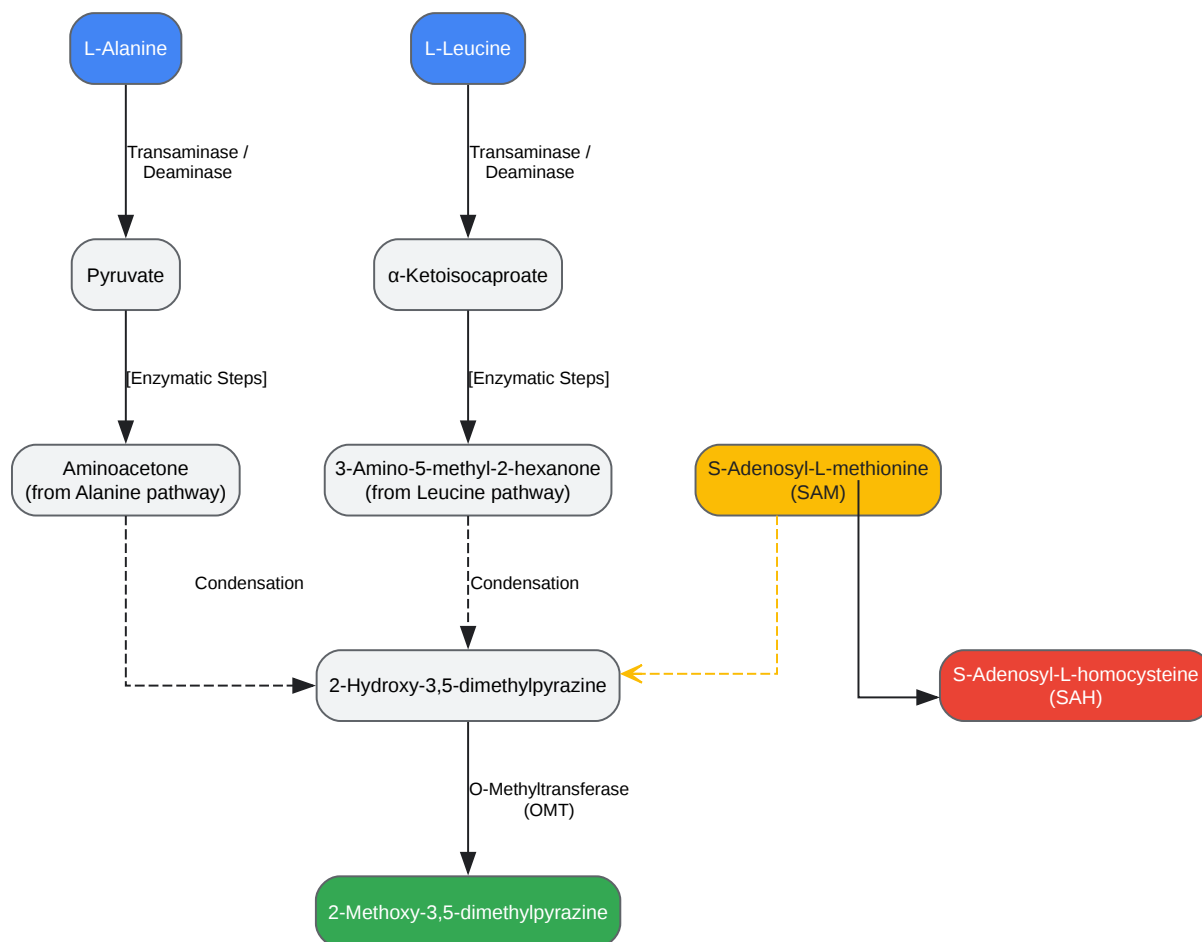 L-Alanine
L-Leucine
Transaminase /
Deaminase
Transaminase /
Deaminase
Pyruvate
α-Ketoisocaproate
[Enzymatic Steps]
[Enzymatic Steps]
Aminoacetone
(from Alanine pathway)
3-Amino-5-methyl-2-hexanone
(from Leucine pathway)
S-Adenosyl-L-methionine
(SAM)
Condensation
Condensation
2-Hydroxy-3,5-dimethylpyrazine
S-Adenosyl-L-homocysteine
(SAH)
O-Methyltransferase
(OMT)
2-Methoxy-3,5-dimethylpyrazine